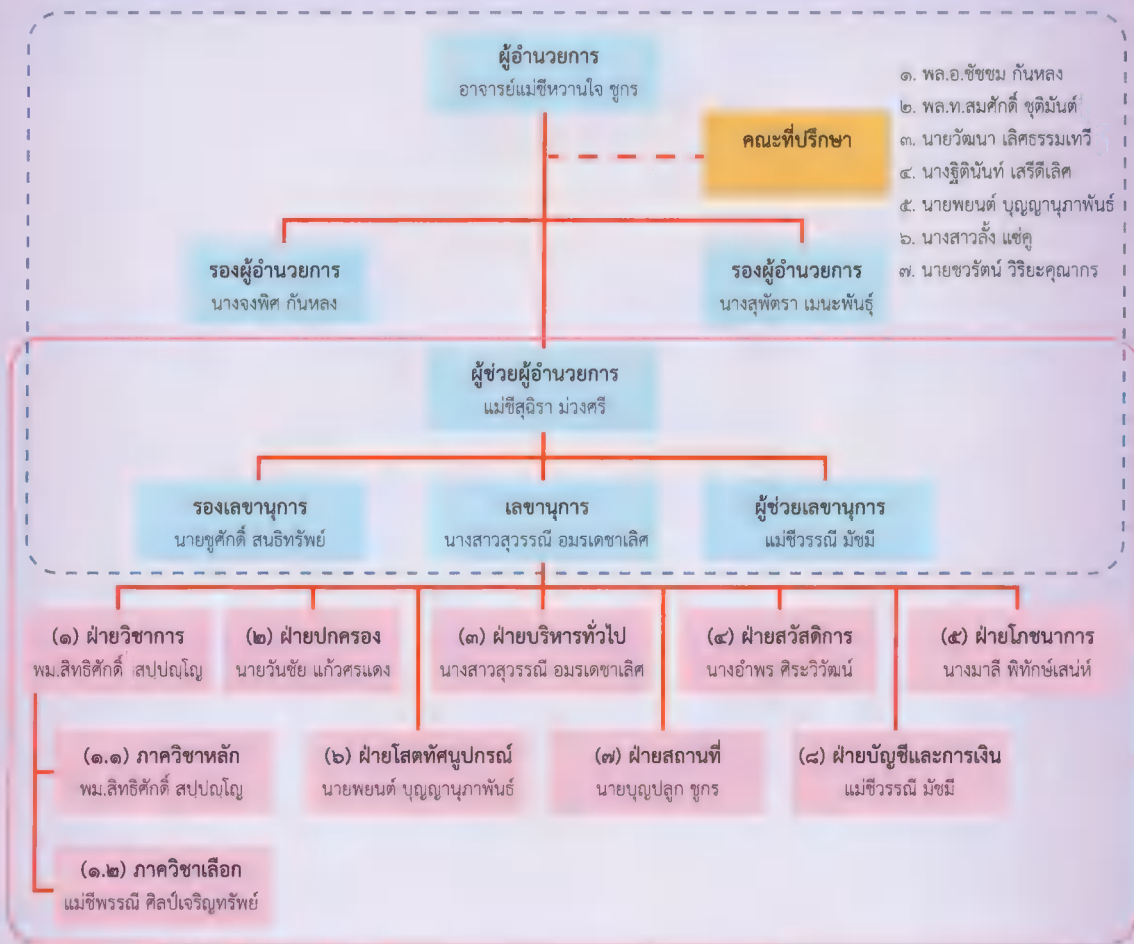 ผู้อำนวยการ
อาจารย์แม่ชีหวานใจ ชูกร
คณะที่ปรึกษา
๑. พล.อ.ชัชชม กันหลง
๒. พล.ท.สมศักดิ์ ชุติมันต์
๓. นายวัฒนา เลิศธรรมเทวี
๔. นางฐิตินันท์ เสรีดีเลิศ
๕. นายพยนต์ บุญญานุภาพันธ์
๖. นางสาวลั้ง แซ่คู
๗. นายชวรัตน์ วิริยะคุณากร
รองผู้อำนวยการ
นางจงพิศ กันหลง
รองผู้อำนวยการ
นางสุพัตรา เมนะพันธุ์
ผู้ช่วยผู้อำนวยการ
แม่ชีสุฉิรา ม่วงศรี
รองเลขานุการ
นายชูศักดิ์ สนธิทรัพย์
เลขานุการ
นางสาวสุวรรณี อมรเดชาเลิศ
ผู้ช่วยเลขานุการ
แม่ชีวรรณี มัชมี
(๑) ฝ่ายวิชาการ
พม.สิทธิศักดิ์ สปฺปญฺโญ
(๒) ฝ่ายปกครอง
นายวันชัย แก้วศรแดง
(๓) ฝ่ายบริหารทั่วไป
นางสาวสุวรรณี อมรเดชาเลิศ
(๔) ฝ่ายสวัสดิการ
นางอำพร ศิระวิวัฒน์
(๕) ฝ่ายโภชนาการ
นางมาลี พิทักษ์เสน่ห์
(๑.๑) ภาควิชาหลัก
พม.สิทธิศักดิ์ สปฺปญฺโญ
(๖) ฝ่ายโสตทัศนูปกรณ์
นายพยนต์ บุญญานุภาพันธ์
(๗) ฝ่ายสถานที่
นายบุญปลูก ชูกร
(๘) ฝ่ายบัญชีและการเงิน
แม่ชีวรรณี มัชมี
(๑.๒) ภาควิชาเลือก
แม่ชีพรรณี ศิลป์เจริญทรัพย์